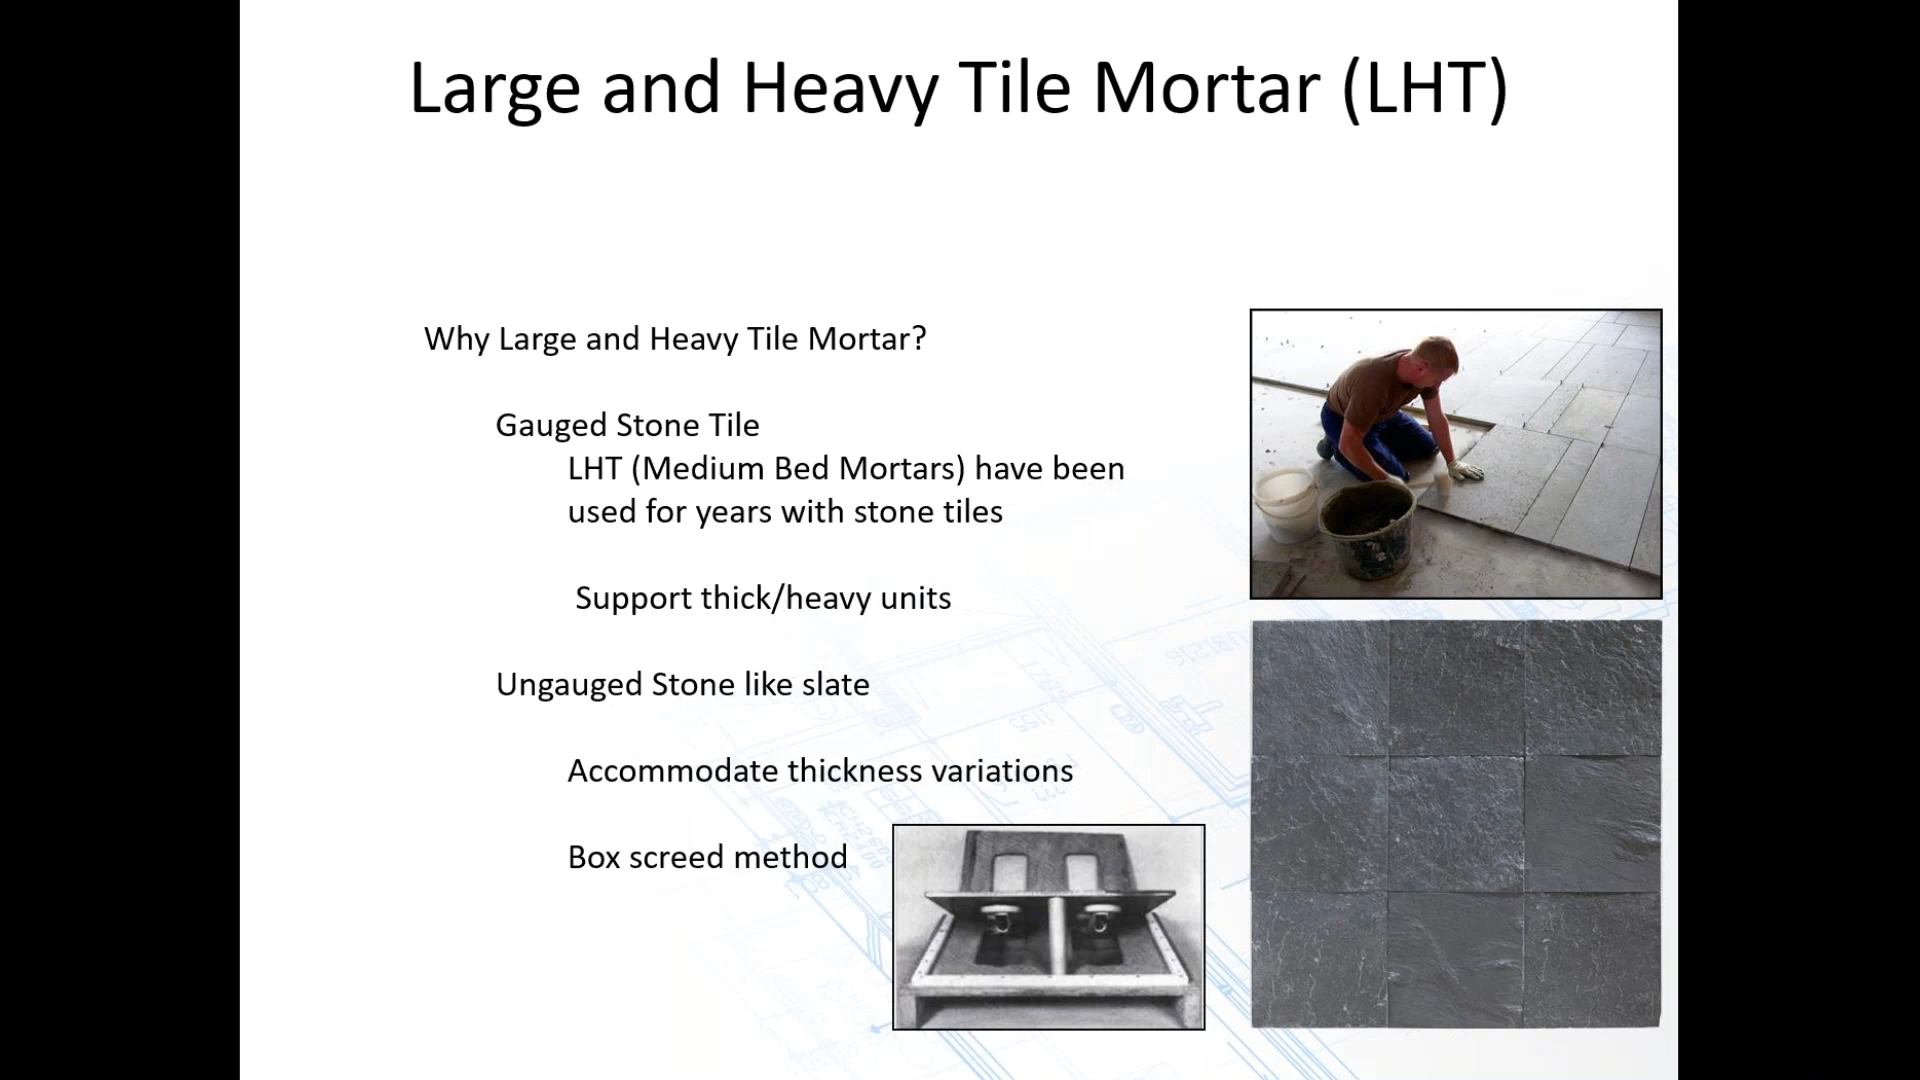 Large and Heavy Tile Mortar (LHT)
Why Large and Heavy Tile Mortar?
Gauged Stone Tile
LHT (Medium Bed Mortars) have been
used for years with stone tiles
Support thick/heavy units
Ungauged Stone like slate
Accommodate thickness variations
Box screed method